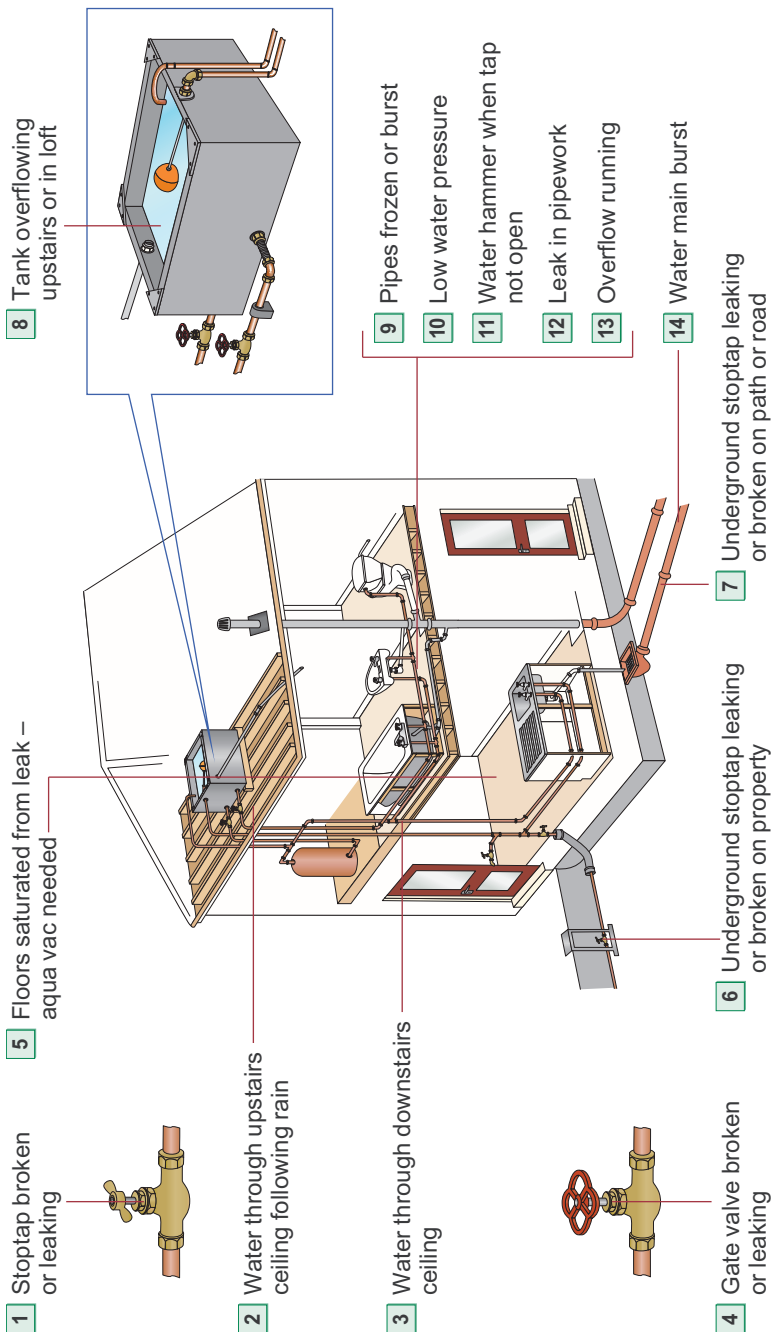 1 Stoptap broken
or leaking
2 Water through upstairs
ceiling following rain
3 Water through downstairs
ceiling
4 Gate valve broken
or leaking
5 Floors saturated from leak –
aqua vac needed
6 Underground stoptap leaking
or broken on property
7 Underground stoptap leaking
or broken on path or road
8 Tank overflowing
upstairs or in loft
9 Pipes frozen or burst
10 Low water pressure
11 Water hammer when tap
not open
12 Leak in pipework
13 Overflow running
14 Water main burst